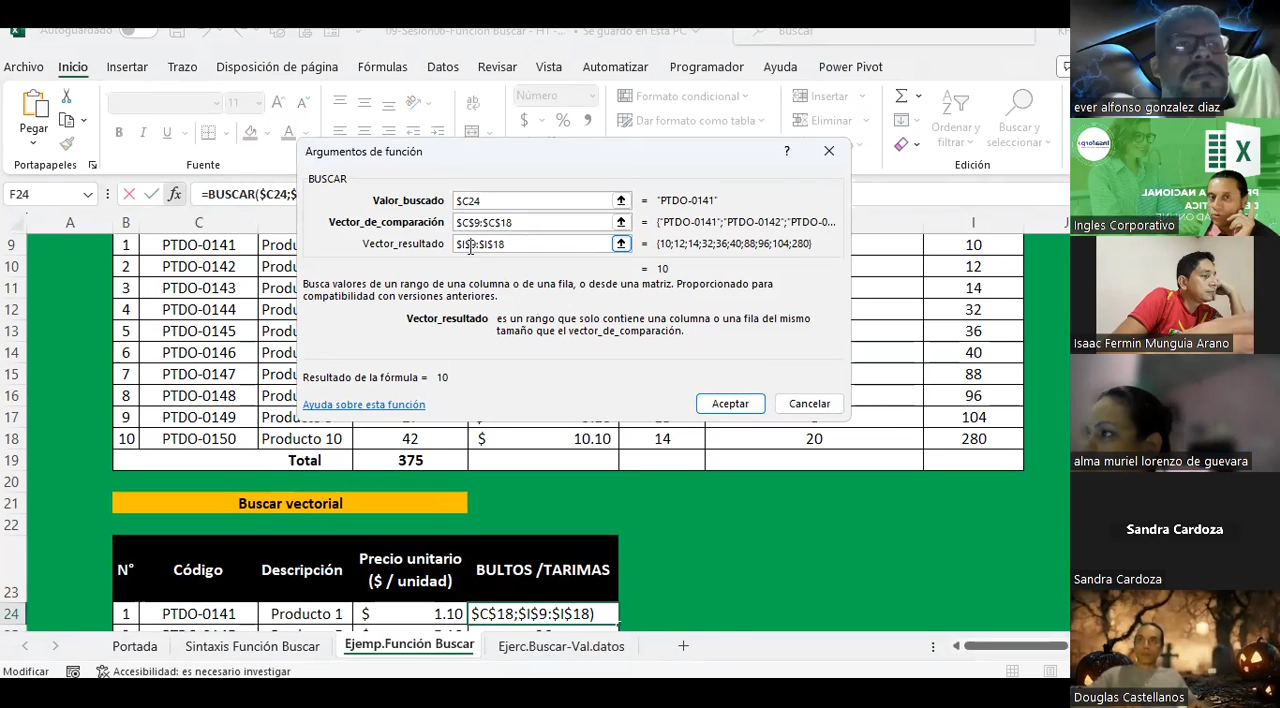 Autoguardado
09-Sesion06-Función Buscar - HT - • Se guardó en Esta PC
Buscar
Archivo Inicio Insertar Trazo Disposición de página Fórmulas Datos Revisar Vista Automatizar Programador Ayuda Power Pivot
Pegar
11
Número
Formato condicional
Dar formato como tabla
Insertar
Eliminar
Ordenar y filtrar
Buscar y seleccionar
Portapapeles
Fuente
Edición
F24
=BUSCAR($C24;$
Argumentos de función
BUSCAR
Valor_buscado $C24 = "PTDO-0141"
Vector_de_comparación $C$9:$C$18 = {"PTDO-0141";"PTDO-0142";"PTDO-0...
Vector_resultado $I$9:$I$18 = {10;12;14;32;36;40;88;96;104;280}
= 10
Busca valores de un rango de una columna o de una fila, o desde una matriz. Proporcionado para
compatibilidad con versiones anteriores.
Vector_resultado es un rango que solo contiene una columna o una fila del mismo
tamaño que el vector_de_comparación.
Resultado de la fórmula = 10
Ayuda sobre esta función
Aceptar Cancelar
A B C I
9 1 PTDO-0141 Produ 10
10 2 PTDO-0142 Produ 12
11 3 PTDO-0143 Produ 14
12 4 PTDO-0144 Produ 32
13 5 PTDO-0145 Produ 36
14 6 PTDO-0146 Produ 40
15 7 PTDO-0147 Produ 88
16 8 PTDO-0148 Produ 96
17 9 PTDO-0149 Produ 104
18 10 PTDO-0150 Producto 10 42 $ 10.10 14 20 280
19 Total 375
20
21 Buscar vectorial
22
23 N° Código Descripción Precio unitario ($ / unidad) BULTOS /TARIMAS
24 1 PTDO-0141 Producto 1 $ 1.10 $C$18;$I$9:$I$18)
Portada Sintaxis Función Buscar Ejemp.Función Buscar Ejerc.Buscar-Val.datos
Modificar Accesibilidad: es necesario investigar
ever alfonso gonzalez diaz
Ingles Corporativo
Isaac Fermin Munguia Arano
alma muriel lorenzo de guevara
Sandra Cardoza
Sandra Cardoza
Douglas Castellanos